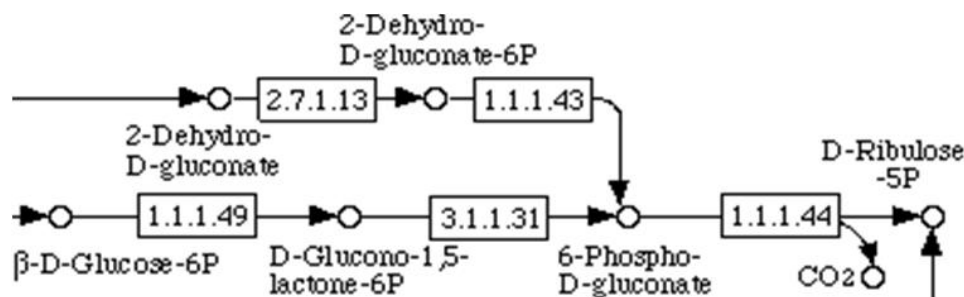 2-Dehydro-
D-gluconate-6P
2.7.1.13
1.1.1.43
2-Dehydro-
D-gluconate
D-Ribulose
-5P
1.1.1.49
3.1.1.31
1.1.1.44
β-D-Glucose-6P
D-Glucono-1,5-
lactone-6P
6-Phospho-
D-gluconate
CO2